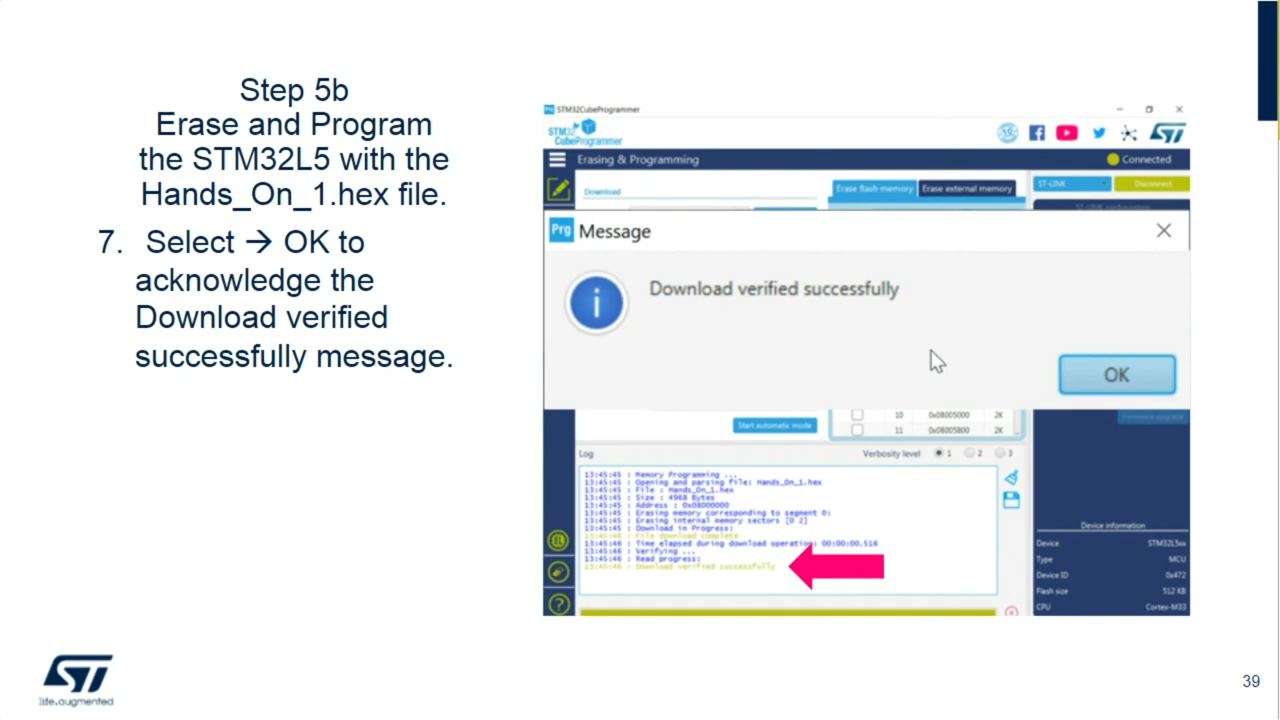 Step 5b
Erase and Program
the STM32L5 with the
Hands_On_1.hex file.
7. Select → OK to
acknowledge the
Download verified
successfully message.
Prg STM32CubeProgrammer
STM32
CubeProgrammer
Erasing & Programming
Connected
Download
Erase flash memory
Erase external memory
ST-LINK
Disconnect
ST-LINK configuration
Prg Message
Download verified successfully
OK
10 0x08005000 2K
11 0x08005800 2K
Start automatic mode
Log
Verbosity level 1 2 3
13:45:45 : Memory Programming ...
13:45:45 : Opening and parsing file: Hands_On_1.hex
13:45:45 : File : Hands_On_1.hex
13:45:45 : Size : 4968 Bytes
13:45:45 : Address : 0x08000000
13:45:45 : Erasing memory corresponding to segment 0:
13:45:45 : Erasing internal memory sectors [0 2]
13:45:45 : Download in Progress:
13:45:46 : File download complete
13:45:46 : Time elapsed during download operation: 00:00:00.516
13:45:46 : Verifying ...
13:45:46 : Read progress:
13:45:46 : Download verified successfully
Device information
Device STM32L5xx
Type MCU
Device ID 0x472
Flash size 512 KB
CPU Cortex-M33
ST
life.augmented
39